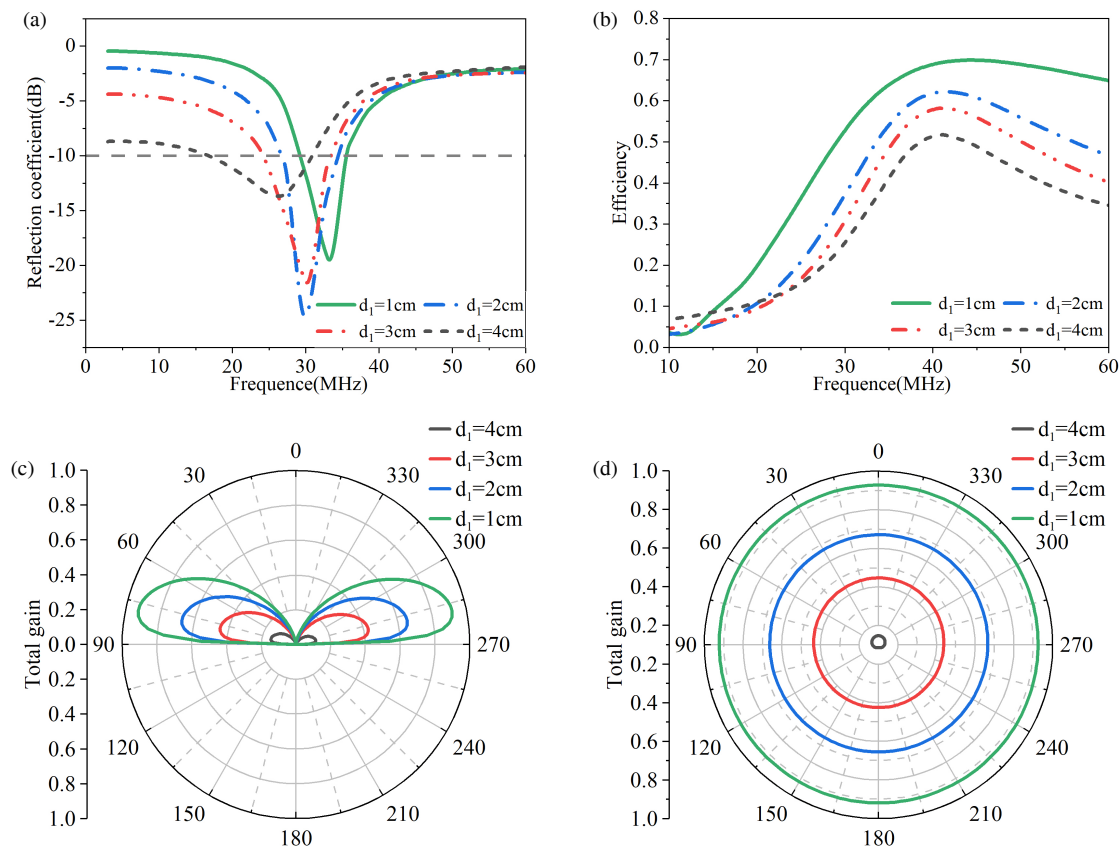 (a)
0
-5
-10
-15
-20
-25
Reflection coefficient(dB)
d1=1cm
d1=2cm
d1=3cm
d1=4cm
0 10 20 30 40 50 60
Frequence(MHz)
(b)
0.8
0.7
0.6
0.5
0.4
0.3
0.2
0.1
0.0
Efficiency
d1=1cm
d1=2cm
d1=3cm
d1=4cm
10 20 30 40 50 60
Frequence(MHz)
(c)
d1=4cm
d1=3cm
d1=2cm
d1=1cm
1.0
0.8
0.6
0.4
0.2
0.0
0.2
0.4
0.6
0.8
1.0
Total gain
0
30
330
60
300
90
270
120
240
150
210
180
(d)
d1=4cm
d1=3cm
d1=2cm
d1=1cm
1.0
0.8
0.6
0.4
0.2
0.0
0.2
0.4
0.6
0.8
1.0
Total gain
0
30
330
60
300
90
270
120
240
150
210
180